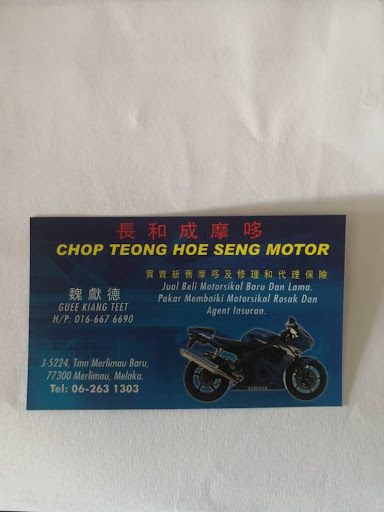 長和成摩哆
CHOP TEONG HOE SENG MOTOR
買賣新舊摩哆及修理和代理保險
Jual Beli Motorsikal Baru Dan Lama.
Pakar Membaiki Motorsikal Rosak Dan
Agent Insuran.
魏獻德
GUEE KIANG TEET
H/P: 016-667 6690
J-5224, Tmn Merlimau Baru,
77300 Merlimau, Melaka.
Tel: 06-263 1303
YAMAHA